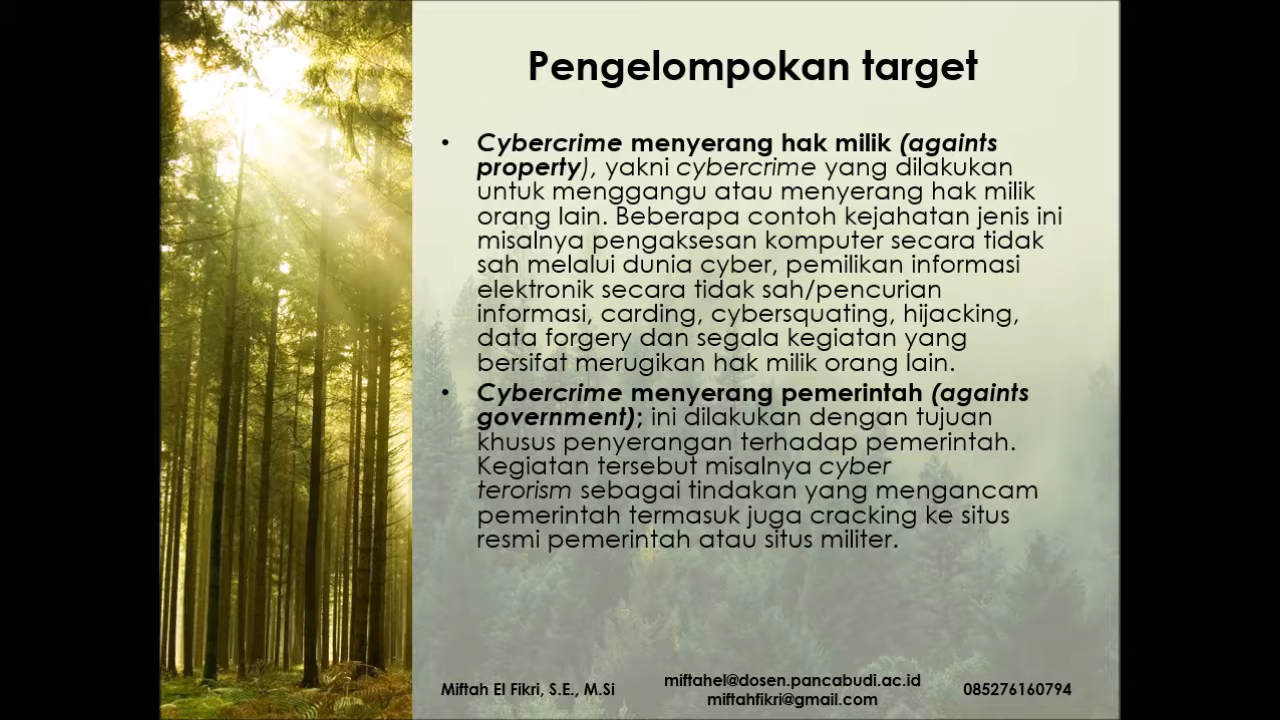 Pengelompokan target
• Cybercrime menyerang hak milik (againts
property), yakni cybercrime yang dilakukan
untuk menggangu atau menyerang hak milik
orang lain. Beberapa contoh kejahatan jenis ini
misalnya pengaksesan komputer secara tidak
sah melalui dunia cyber, pemilikan informasi
elektronik secara tidak sah/pencurian
informasi, carding, cybersquating, hijacking,
data forgery dan segala kegiatan yang
bersifat merugikan hak milik orang lain.
• Cybercrime menyerang pemerintah (againts
government); ini dilakukan dengan tujuan
khusus penyerangan terhadap pemerintah.
Kegiatan tersebut misalnya cyber
terorism sebagai tindakan yang mengancam
pemerintah termasuk juga cracking ke situs
resmi pemerintah atau situs militer.
Miftah El Fikri, S.E., M.Si
miftahel@dosen.pancabudi.ac.id
miftahfikri@gmail.com
085276160794